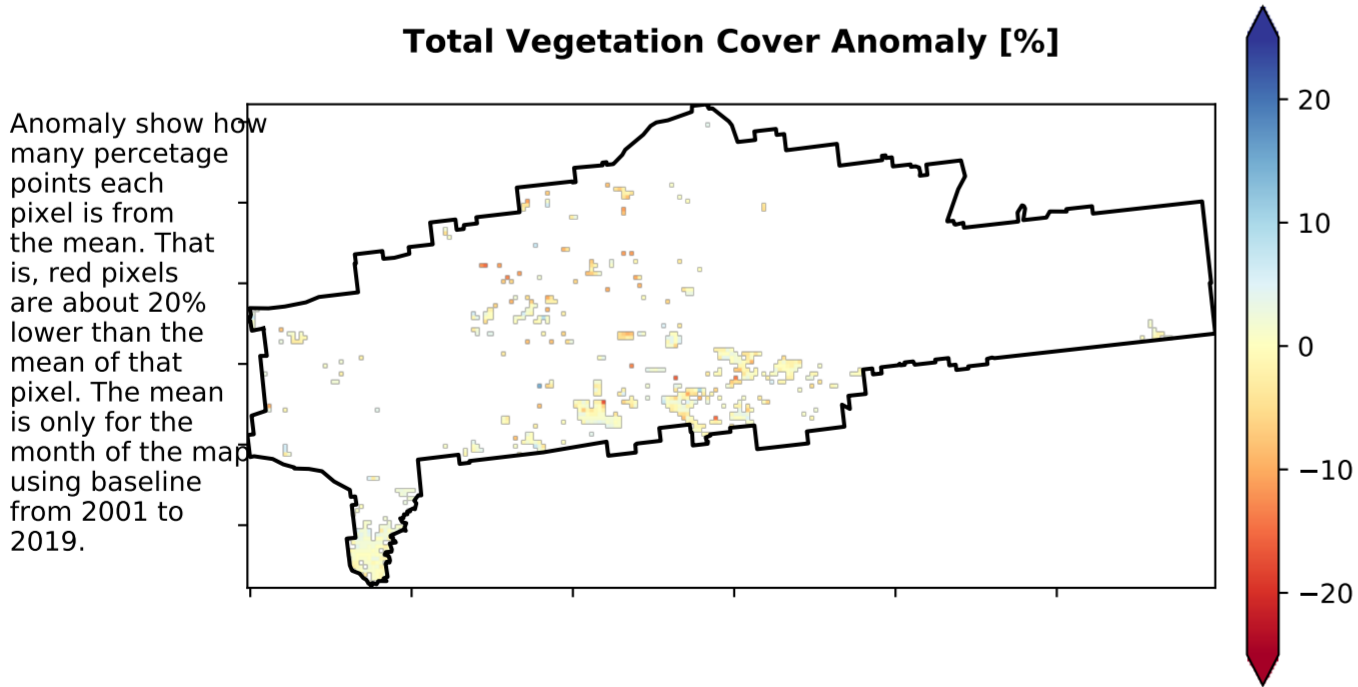 Total Vegetation Cover Anomaly [%]
Anomaly show how
many percetage
points each
pixel is from
the mean. That
is, red pixels
are about 20%
lower than the
mean of that
pixel. The mean
is only for the
month of the map
using baseline
from 2001 to
2019.
20
10
0
−10
−20